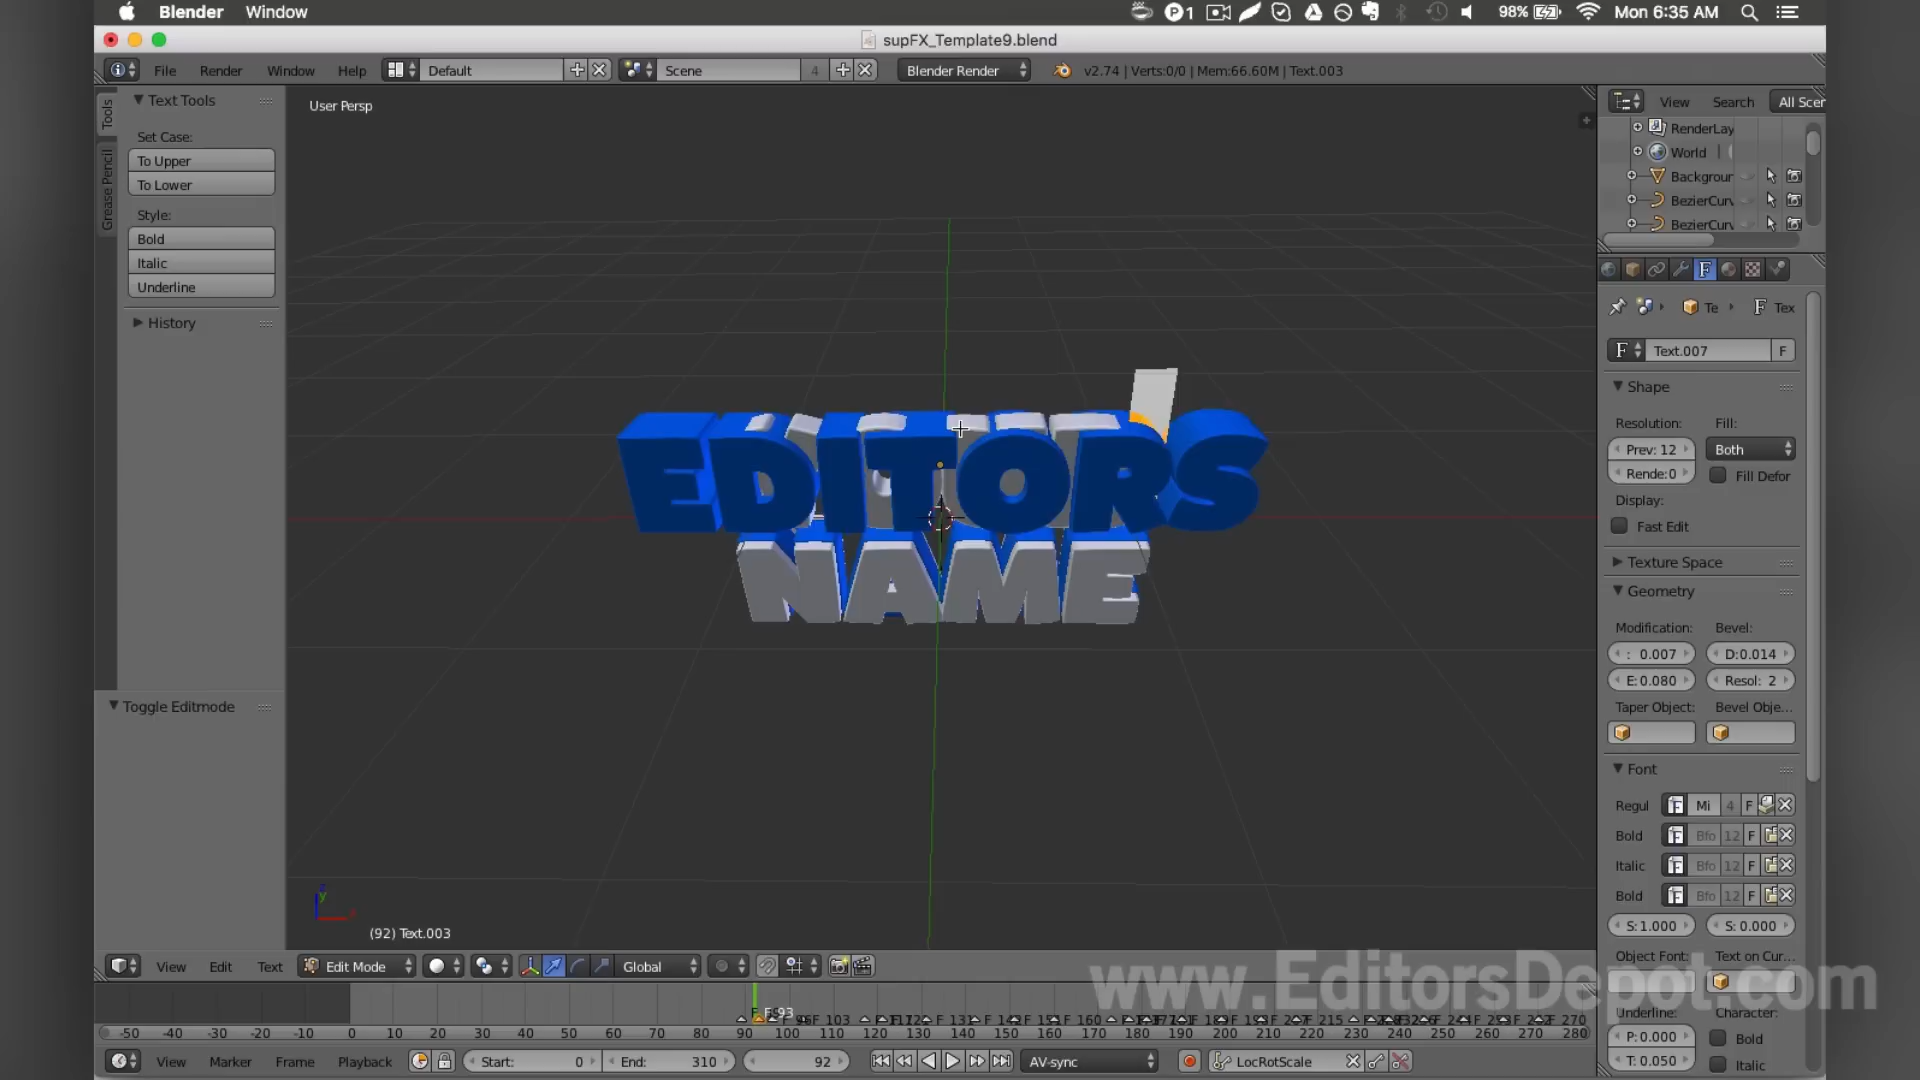 Blender Window
1 98% Mon 6:35 AM
supFX_Template9.blend
File Render Window Help Default Scene 4 Blender Render v2.74 | Verts:0/0 | Mem:66.60M | Text.003
Tools
Grease Pencil
Text Tools
Set Case:
To Upper
To Lower
Style:
Bold
Italic
Underline
History
Toggle Editmode
User Persp
EDITORS
NAME
(92) Text.003
View Search All Scer
RenderLay
World
Backgrour
BezierCurv
BezierCurv
Te F Tex
F Text.007 F
Shape
Resolution: Fill:
Prev: 12 Both
Rende:0 Fill Defor
Display:
Fast Edit
Texture Space
Geometry
Modification: Bevel:
: 0.007 D:0.014
E:0.080 Resol: 2
Taper Object: Bevel Obje...
Font
Regul F Mi 4 F
Bold F Bfo 12 F
Italic F Bfo 12 F
Bold F Bfo 12 F
S:1.000 S: 0.000
Object Font: Text on Cur...
Underline: Character:
P:0.000 Bold
T: 0.050 Italic
View Edit Text Edit Mode Global
www.EditorsDepot.com
-50 -40 -30 -20 -10 0 10 20 30 40 50 60 70 80 90 100 110 120 130 140 150 160 170 180 190 200 210 220 230 240 250 260 270 280
View Marker Frame Playback Start: 0 End: 310 92 AV-sync LocRotScale